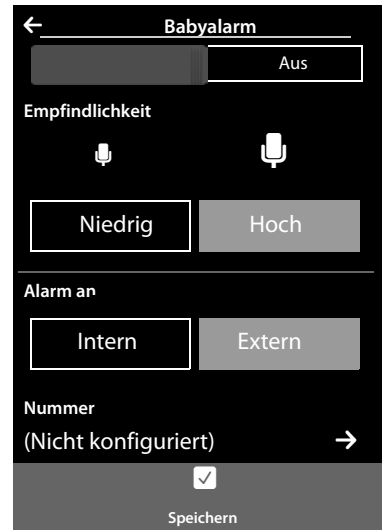 Babyalarm
Aus
Empfindlichkeit
Niedrig Hoch
Alarm an
Intern Extern
Nummer
(Nicht konfiguriert)
Speichern